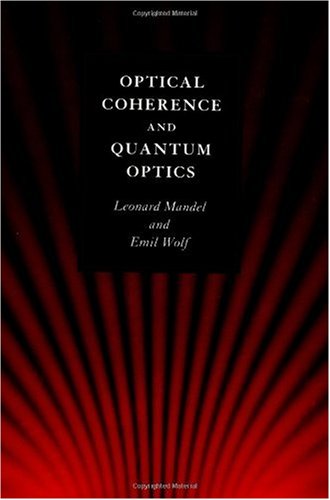 Copyrighted Material
OPTICAL
COHERENCE
AND
QUANTUM
OPTICS
Leonard Mandel
and
Emil Wolf
Copyrighted Material